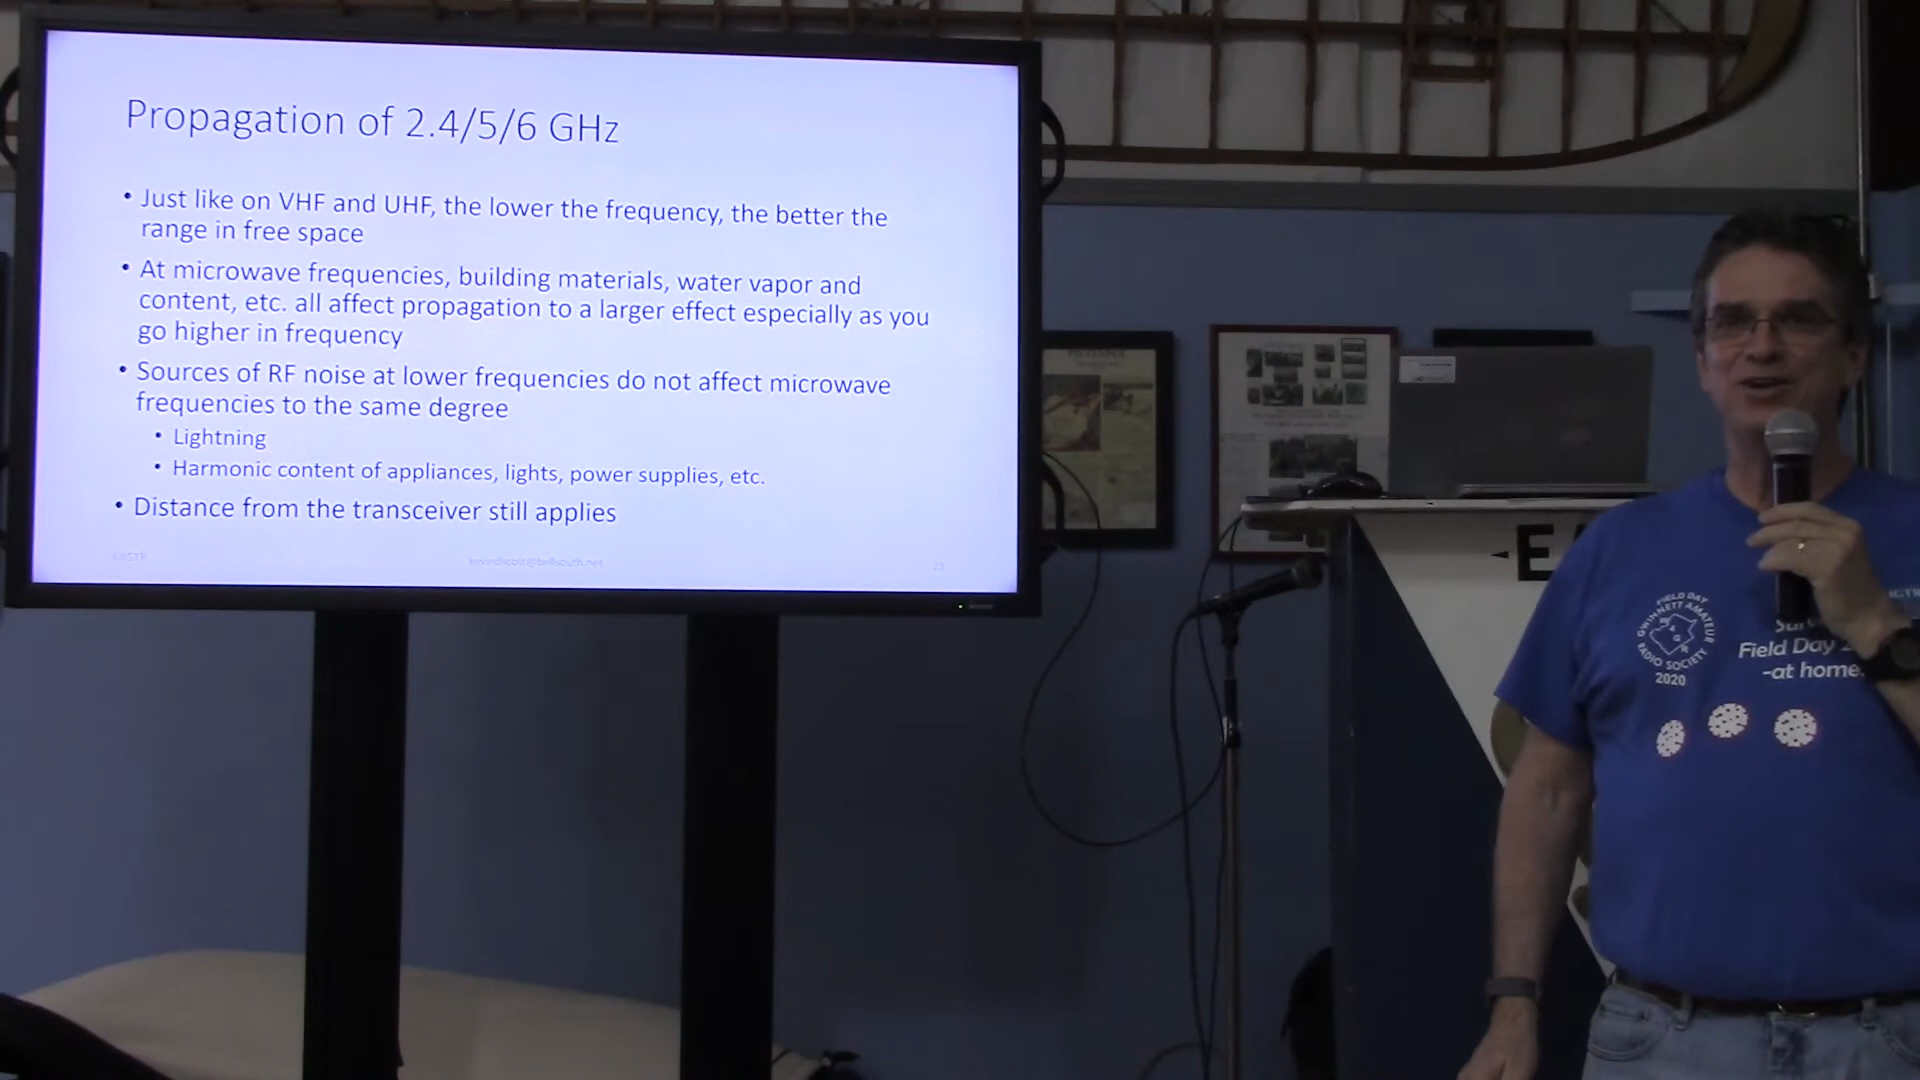 Propagation of 2.4/5/6 GHz
• Just like on VHF and UHF, the lower the frequency, the better the
range in free space
• At microwave frequencies, building materials, water vapor and
content, etc. all affect propagation to a larger effect especially as you
go higher in frequency
• Sources of RF noise at lower frequencies do not affect microwave
frequencies to the same degree
• Lightning
• Harmonic content of appliances, lights, power supplies, etc.
• Distance from the transceiver still applies
kevindscott@bellsouth.net
23
FIELD DAY
GWINNETT AMATEUR
RADIO SOCIETY
2020
Field Day
-at home